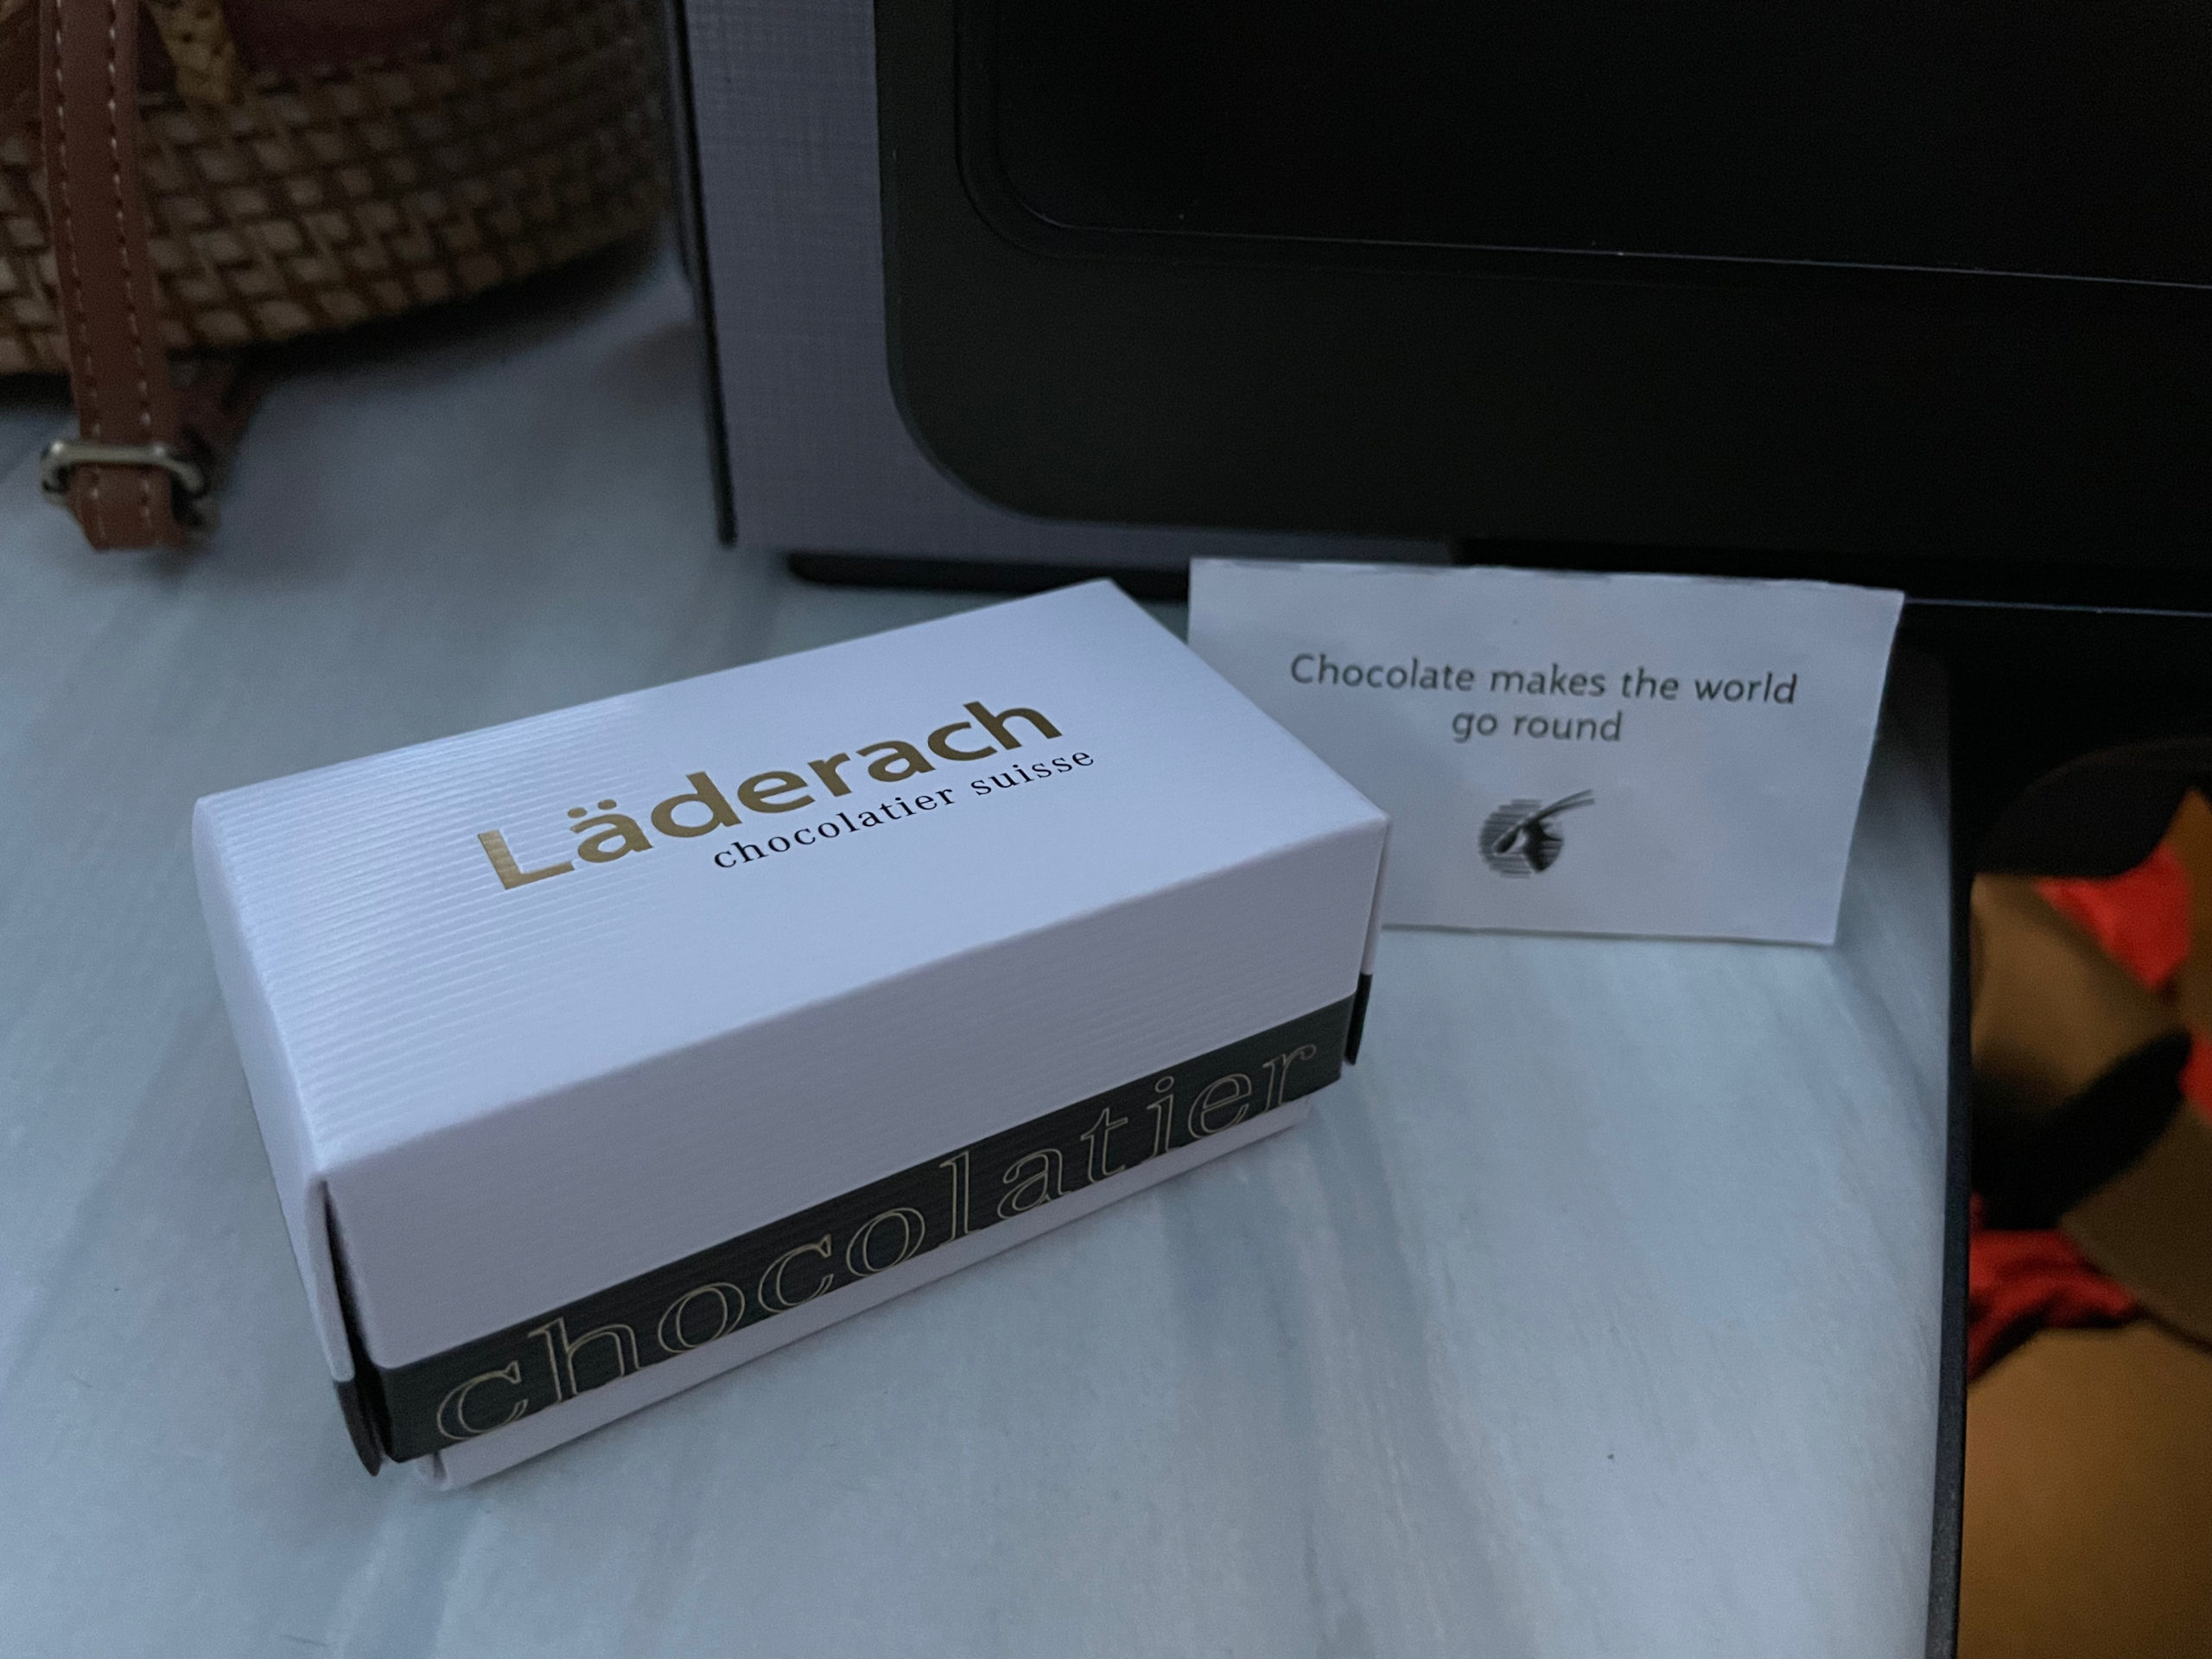 Läderach
chocolatier suisse
chocolatier
Chocolate makes the world
go round